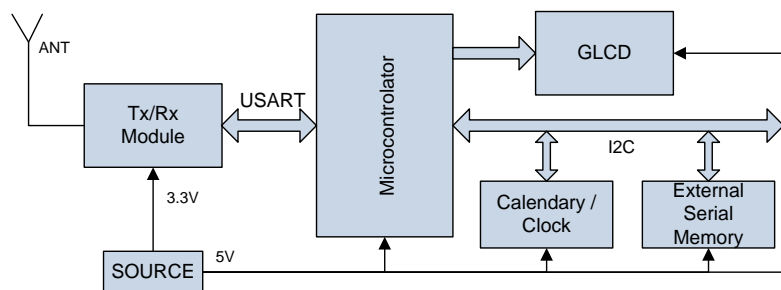 ANT
Tx/Rx
Module
USART
Microcontrolator
GLCD
I2C
Calendary /
Clock
External
Serial
Memory
3.3V
SOURCE
5V